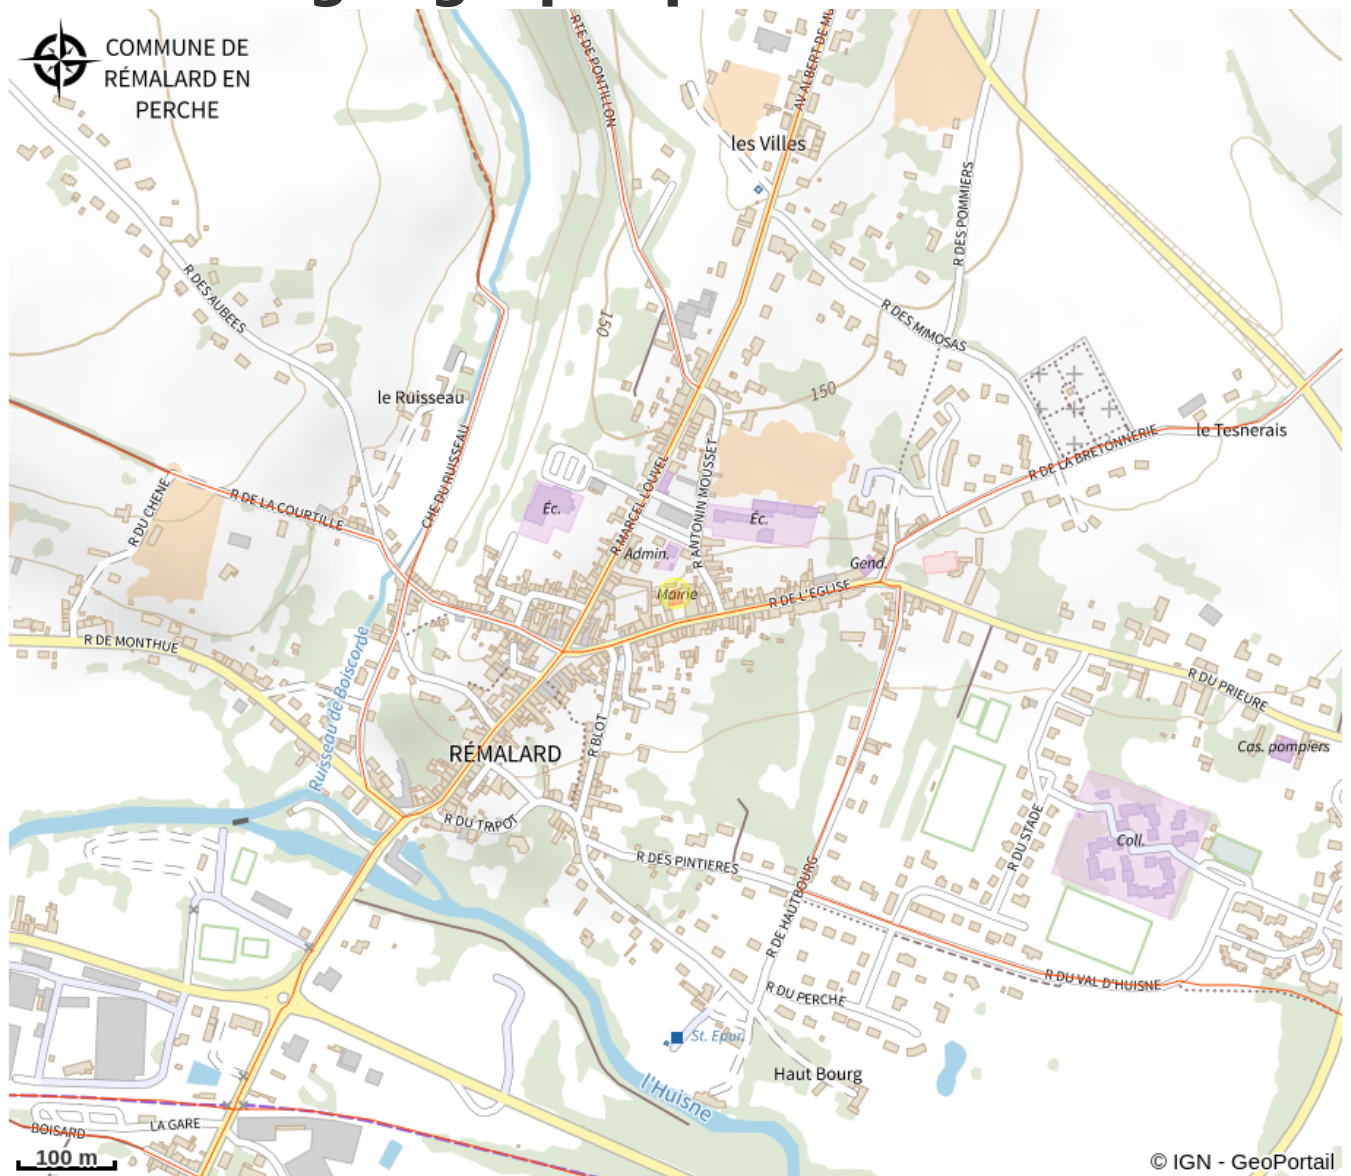 COMMUNE DE
RÉMALARD EN
PERCHE
RTE DE PONTILLON
AV ALBERT DE MU
les Villes
R DES POMMIERS
R DES AUBEES
R DES MIMOSAS
150
150
le Ruisseau
CHE DU RUISSEAU
R MARCEL LOUVEL
R ANTONIN MOUSSET
le Tesnerais
R DE LA BRETONNERIE
R DU CHENE
R DE LA COURTILLE
Éc.
Éc.
Admin.
Gend.
Mairie
R DE L'EGLISE
R DE MONTHUE
Ruisseau de Boiscorde
R DU PRIEURE
Cas. pompiers
RÉMALARD
R BLOT
R DU TRIPOT
R DU STADE
Coll.
R DES PINTIERES
R DE HAUTBOURG
R DU VAL D'HUISNE
R DU PERCHE
St. Epur.
Haut Bourg
l'Huisne
LA GARE
BOISARD
100 m
© IGN - GeoPortail